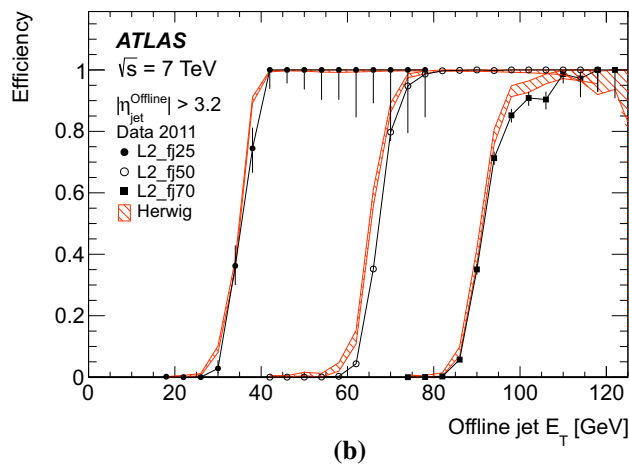 Efficiency
ATLAS
√s = 7 TeV
|η_jet^Offline| > 3.2
Data 2011
L2_fj25
L2_fj50
L2_fj70
Herwig
1
0.8
0.6
0.4
0.2
0
0 20 40 60 80 100 120
Offline jet E_T [GeV]
(b)